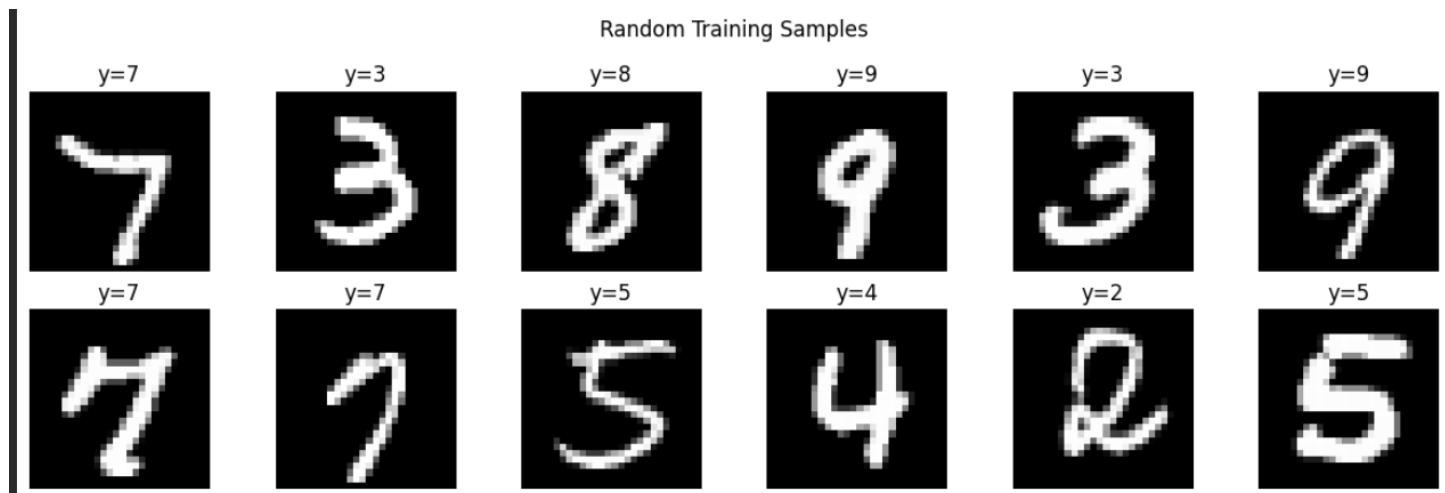 Random Training Samples
y=7 y=3 y=8 y=9 y=3 y=9
7 3 8 9 3 9
y=7 y=7 y=5 y=4 y=2 y=5
7 7 5 4 2 5